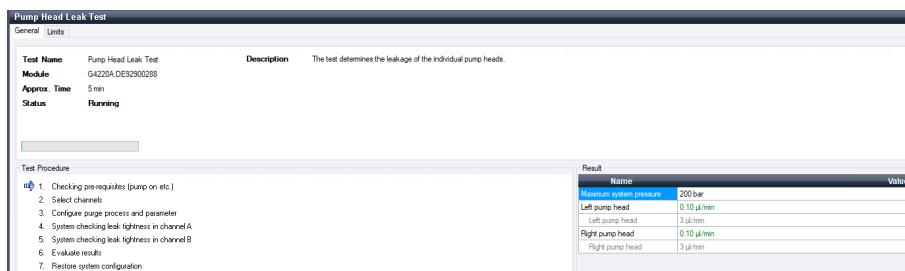 Pump Head Leak Test
General Limits
Test Name Pump Head Leak Test Description The test determines the leakage of the individual pump heads.
Module G4220A:DE92900288
Approx. Time 5 min
Status Running
Test Procedure
1. Checking pre-requisites (pump on etc.)
2. Select channels
3. Configure purge process and parameter
4. System checking leak tightness in channel A
5. System checking leak tightness in channel B
6. Evaluate results
7. Restore system configuration
Result
Name Value
Maximum system pressure 200 bar
Left pump head 0.10 µl/min
Left pump head 3 µl/min
Right pump head 0.10 µl/min
Right pump head 3 µl/min